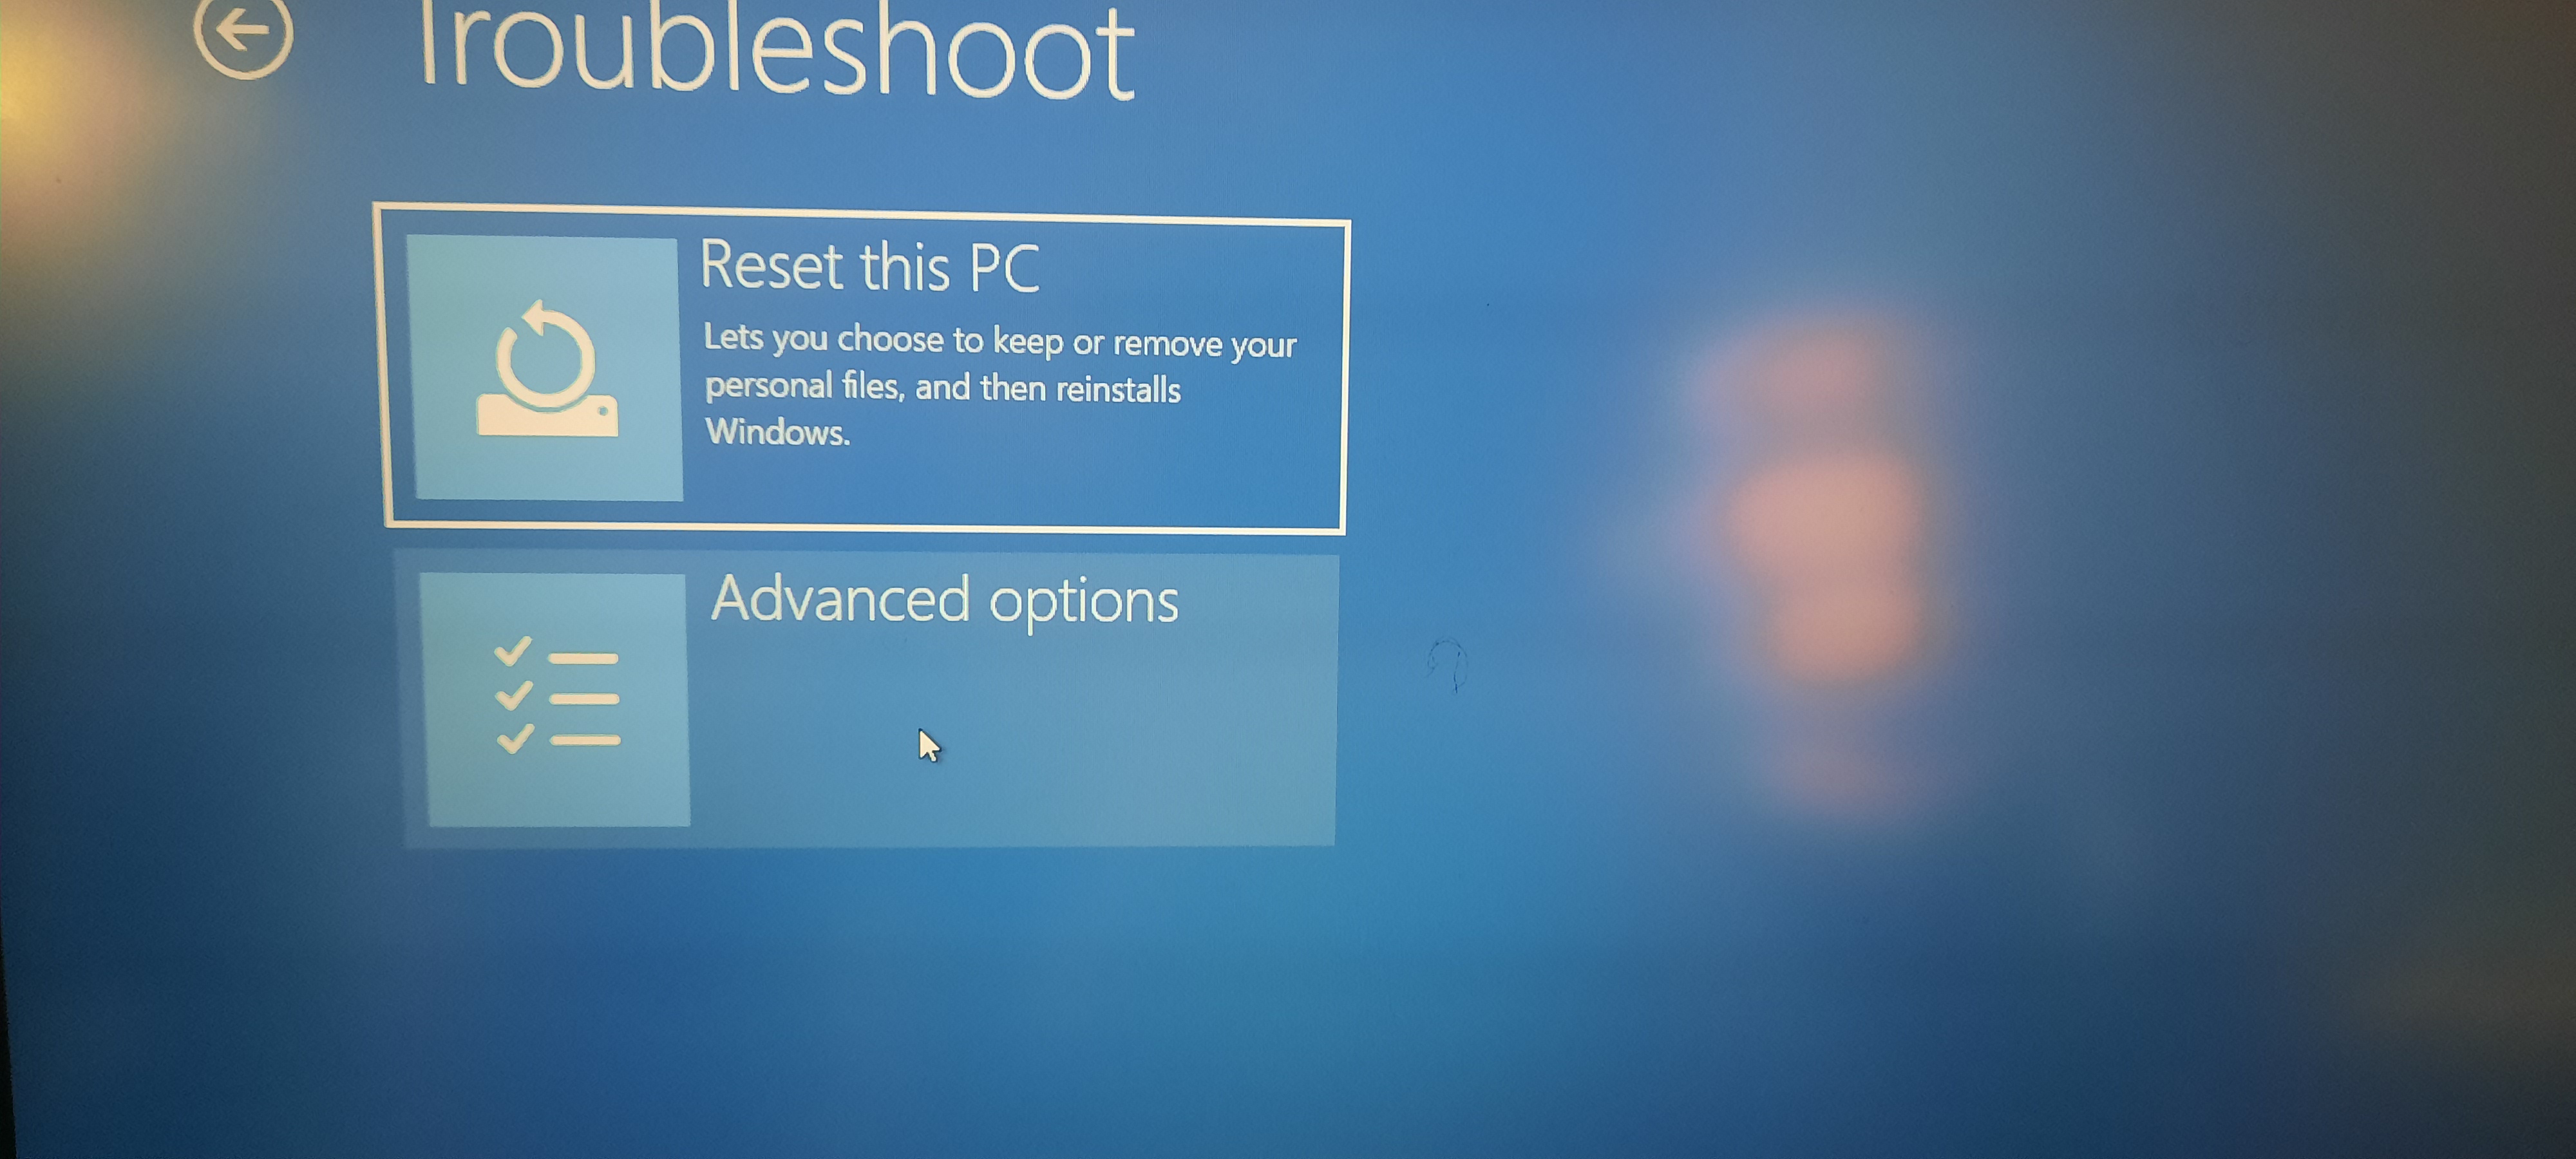 Troubleshoot
Reset this PC
Lets you choose to keep or remove your
personal files, and then reinstalls
Windows.
Advanced options